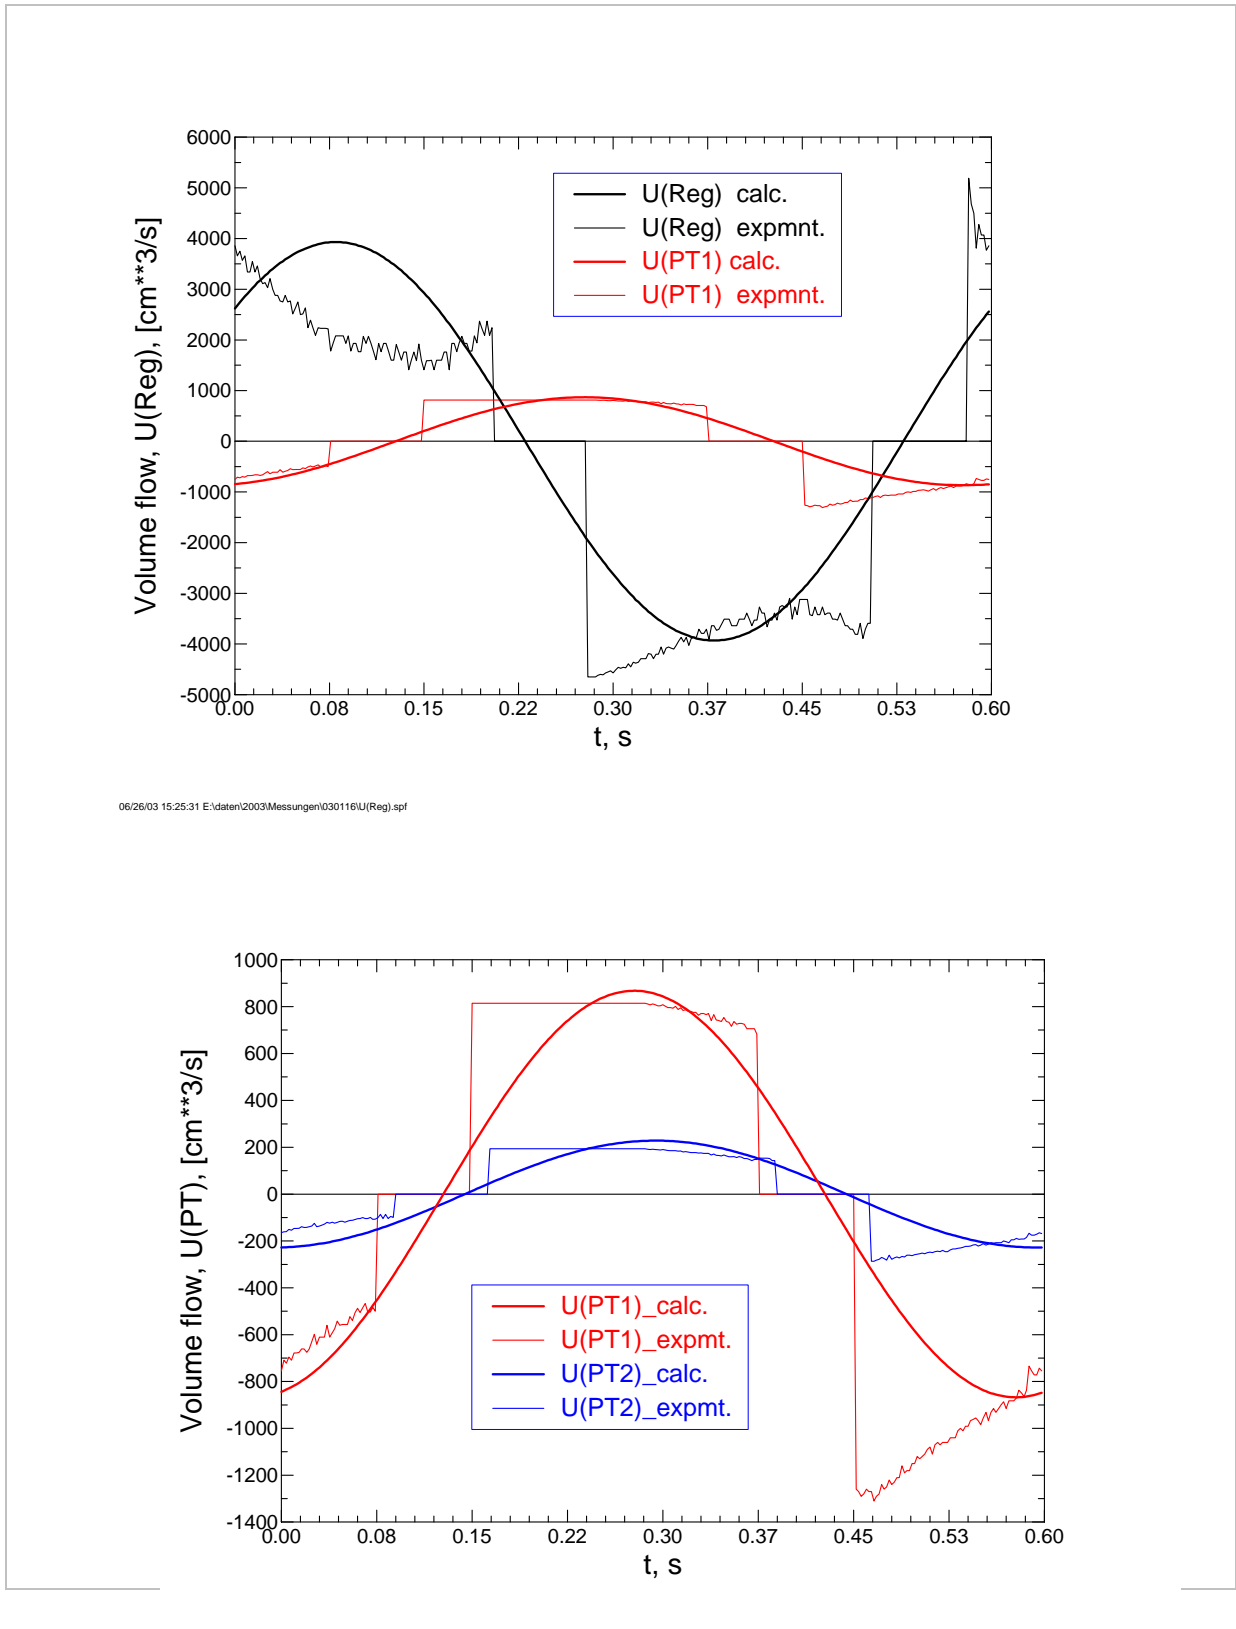 6000
5000
4000
3000
2000
1000
0
-1000
-2000
-3000
-4000
-5000
Volume flow, U(Reg), [cm**3/s]
U(Reg) calc.
U(Reg) expmnt.
U(PT1) calc.
U(PT1) expmnt.
0.00 0.08 0.15 0.22 0.30 0.37 0.45 0.53 0.60
t, s
06/26/03 15:25:31 E:\daten\2003\Messungen\030116\U(Reg).spf
1000
800
600
400
200
0
-200
-400
-600
-800
-1000
-1200
-1400
Volume flow, U(PT), [cm**3/s]
U(PT1)_calc.
U(PT1)_expmt.
U(PT2)_calc.
U(PT2)_expmt.
0.00 0.08 0.15 0.22 0.30 0.37 0.45 0.53 0.60
t, s